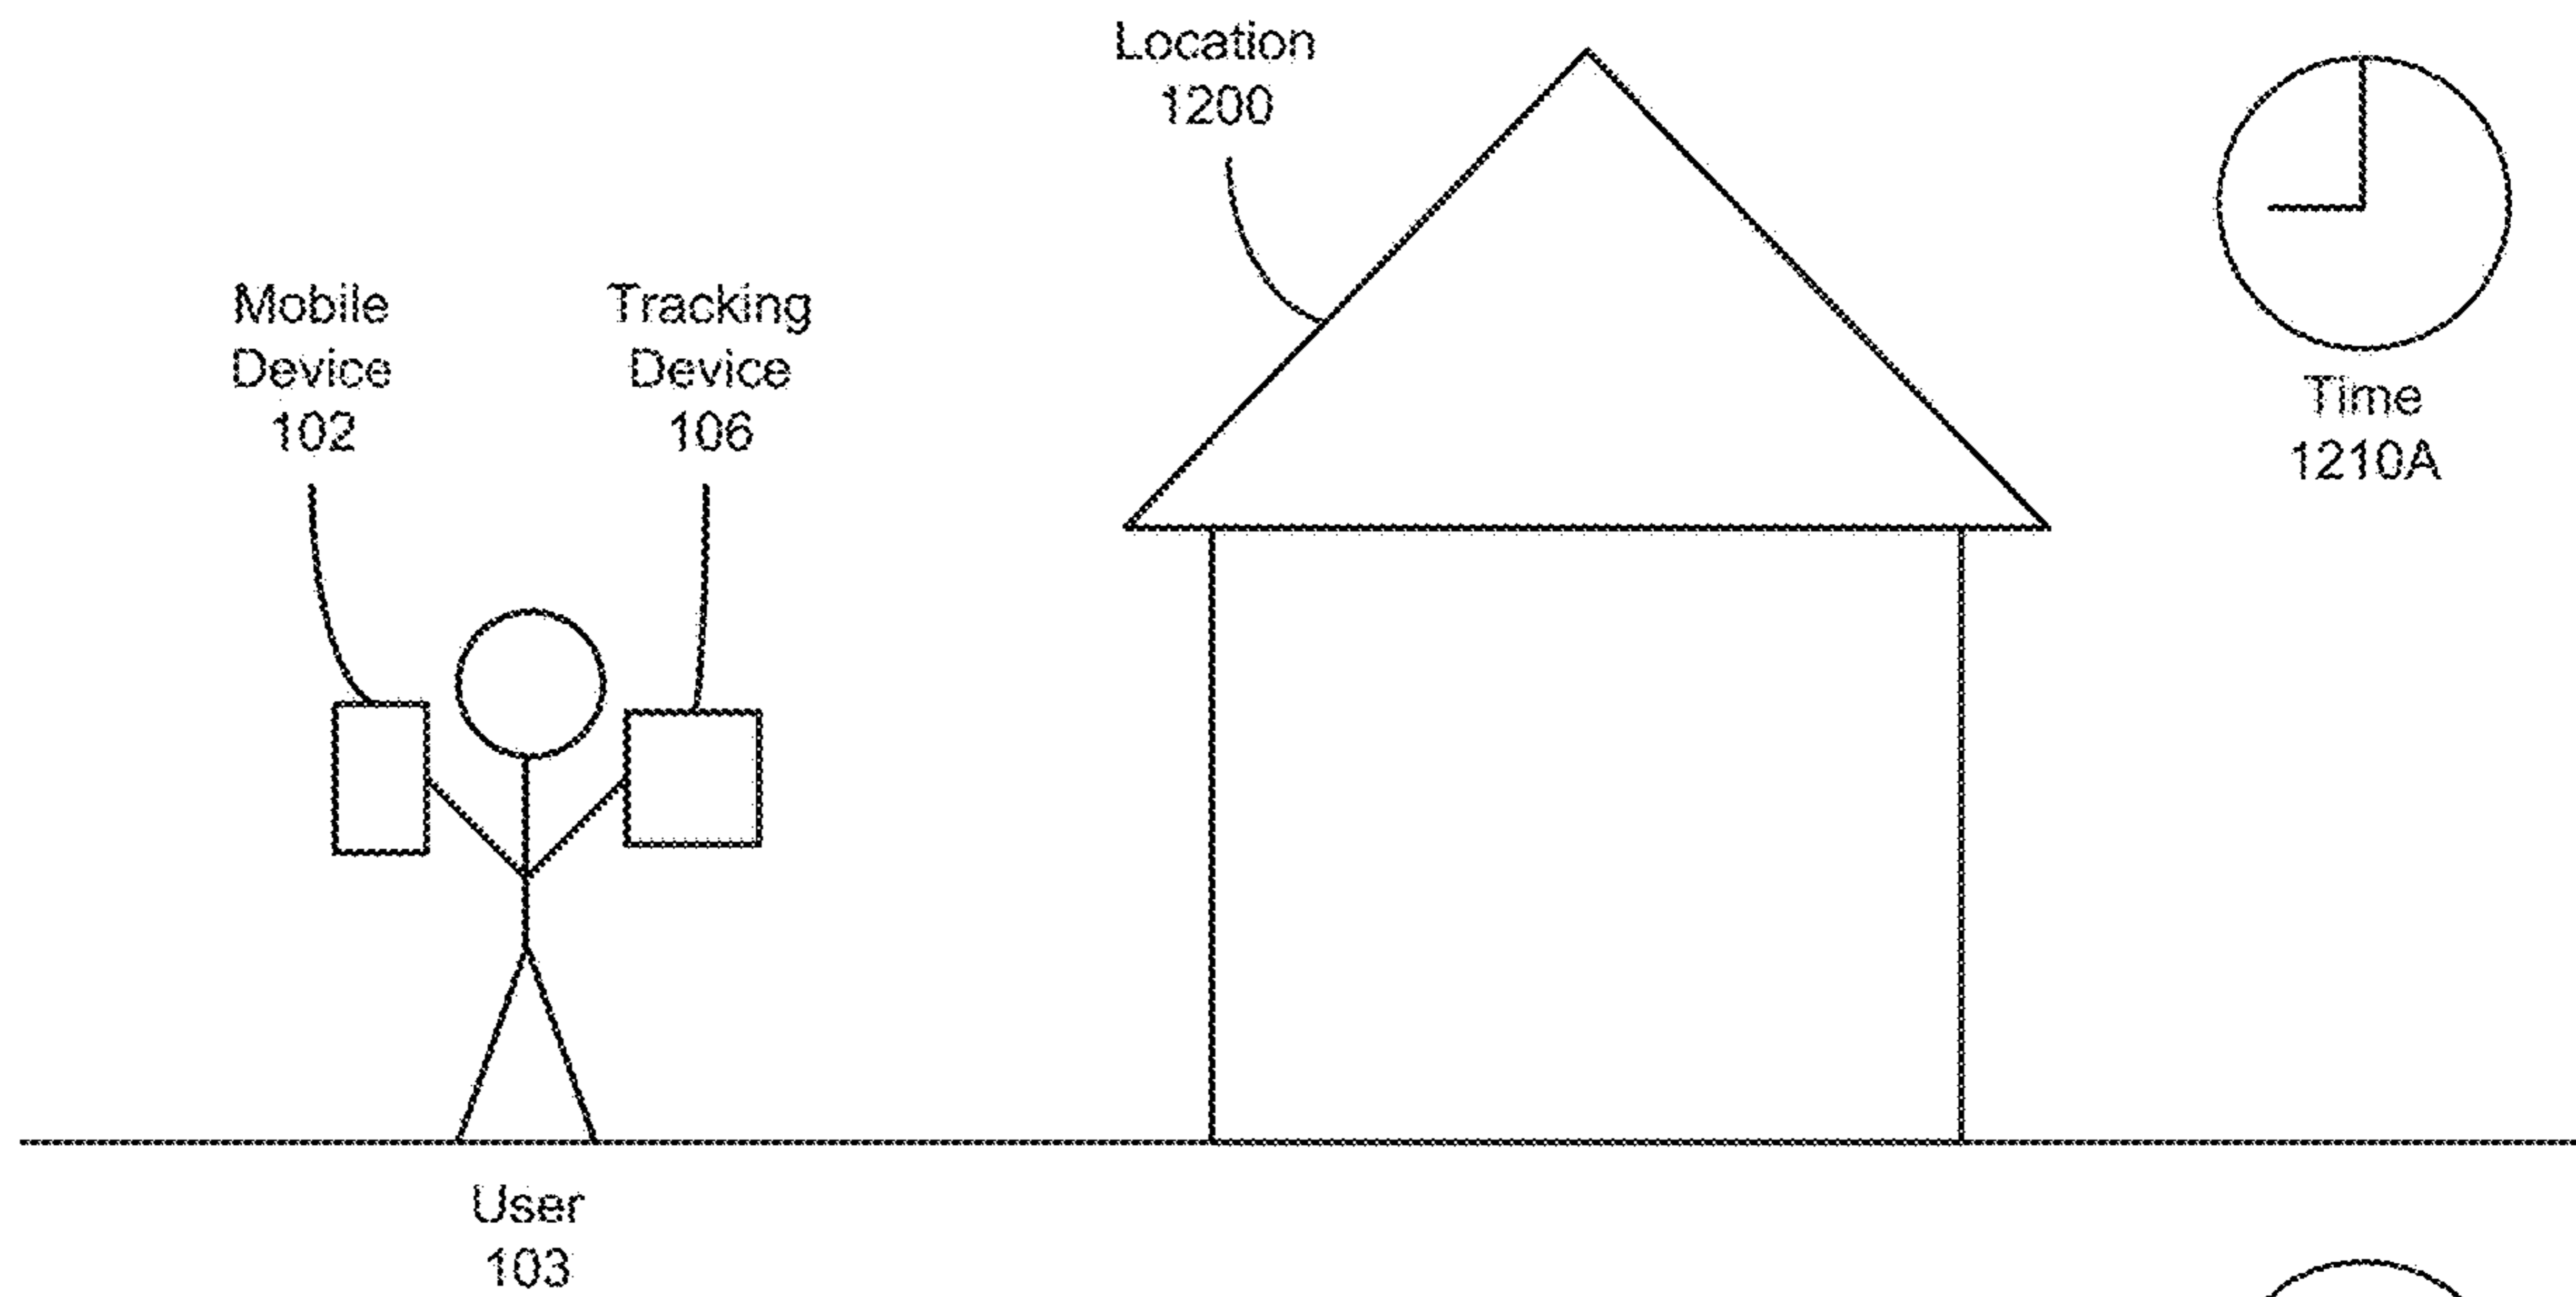 Location
1200
Mobile
Device
102
Tracking
Device
106
Time
1210A
User
103